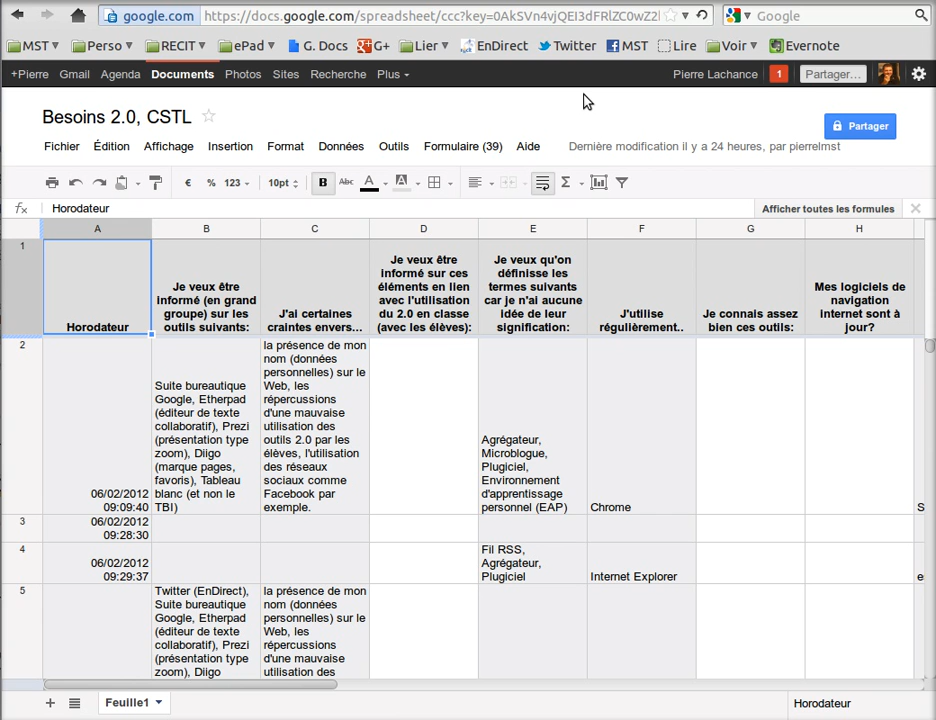 google.com https://docs.google.com/spreadsheet/ccc?key=0AkSVn4vjQEI3dFRlZC0wZ2l Google
MST Perso RECIT ePad G. Docs G+ Lier EnDirect Twitter MST Lire Voir Evernote
+Pierre Gmail Agenda Documents Photos Sites Recherche Plus Pierre Lachance 1 Partager...
Besoins 2.0, CSTL
Partager
Fichier Édition Affichage Insertion Format Données Outils Formulaire (39) Aide Dernière modification il y a 24 heures, par pierrelmst
€ % 123 10pt B Abc A A Σ
fx Horodateur Afficher toutes les formules
A B C D E F G H
1
Horodateur
Je veux être
informé (en grand
groupe) sur les
outils suivants:
J'ai certaines
craintes envers...
Je veux être
informé sur ces
éléments en lien
avec l'utilisation
du 2.0 en classe
(avec les élèves):
Je veux qu'on
définisse les
termes suivants
car je n'ai aucune
idée de leur
signification:
J'utilise
régulièrement..
Je connais assez
bien ces outils:
Mes logiciels de
navigation
internet sont à
jour?
2
06/02/2012
09:09:40
Suite bureautique
Google, Etherpad
(éditeur de texte
collaboratif), Prezi
(présentation type
zoom), Diigo
(marque pages,
favoris), Tableau
blanc (et non le
TBI)
la présence de mon
nom (données
personnelles) sur le
Web, les
répercussions
d'une mauvaise
utilisation des
outils 2.0 par les
élèves, l'utilisation
des réseaux
sociaux comme
Facebook par
exemple.
Agrégateur,
Microblogue,
Plugiciel,
Environnement
d'apprentissage
personnel (EAP)
Chrome
S
3
06/02/2012
09:28:30
4
06/02/2012
09:29:37
Fil RSS,
Agrégateur,
Plugiciel
Internet Explorer
e
5
Twitter (EnDirect),
Suite bureautique
Google, Etherpad
(éditeur de texte
collaboratif), Prezi
(présentation type
zoom), Diigo
la présence de mon
nom (données
personnelles) sur le
Web, les
répercussions
d'une mauvaise
utilisation des
+ Feuille1 Horodateur